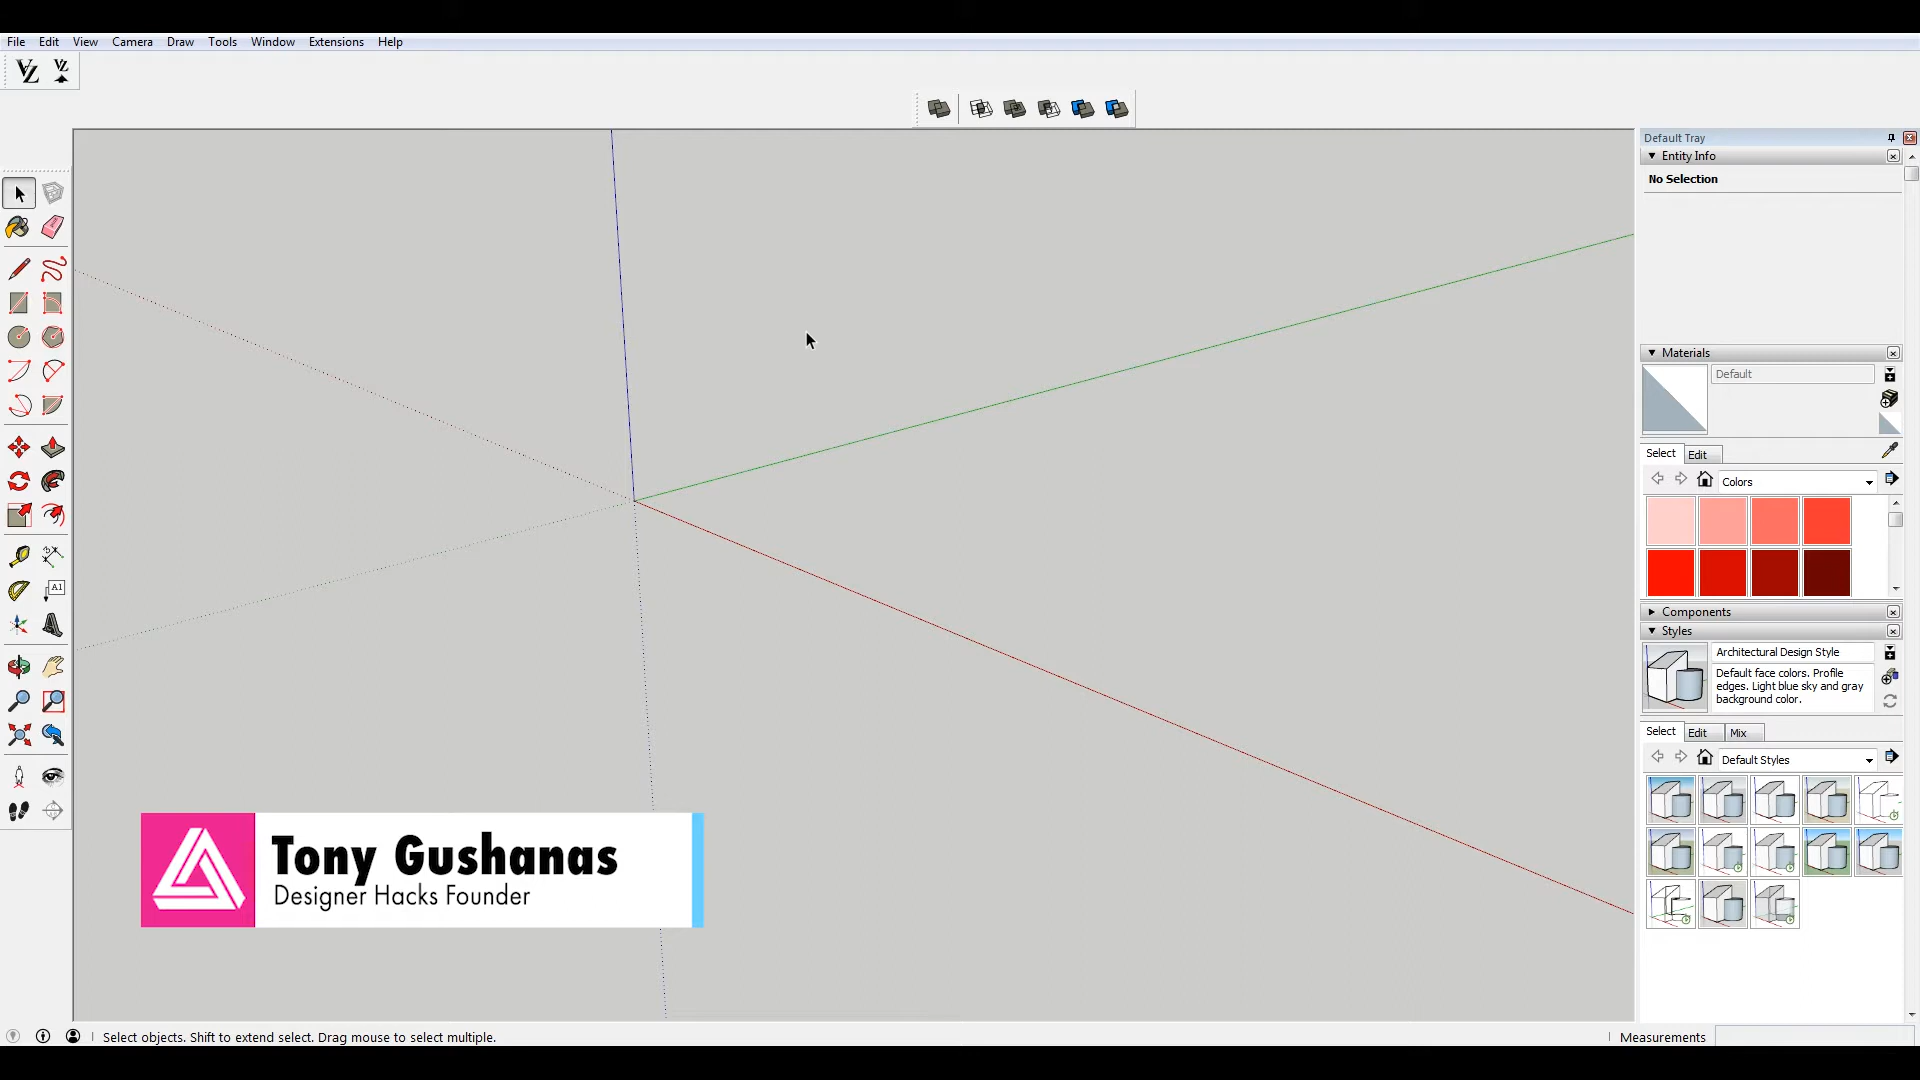 File Edit View Camera Draw Tools Window Extensions Help
Default Tray
Entity Info
No Selection
Materials
Default
Select Edit
Colors
Components
Styles
Architectural Design Style
Default face colors. Profile
edges. Light blue sky and gray
background color.
Select Edit Mix
Default Styles
Tony Gushanas
Designer Hacks Founder
Select objects. Shift to extend select. Drag mouse to select multiple.
Measurements